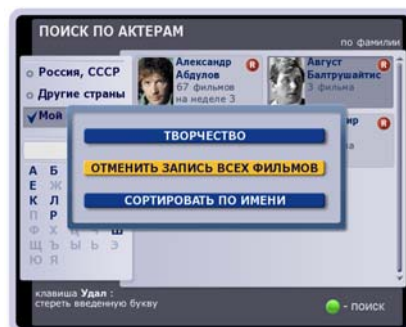 ПОИСК ПО АКТЕРАМ
по фамилии
Россия, СССР
Другие страны
Мой
Александр
Абдулов
67 фильмов
на неделе 3
R
Август
Балтрушайтис
3 фильма
R
ир
R
ТВОРЧЕСТВО
ОТМЕНИТЬ ЗАПИСЬ ВСЕХ ФИЛЬМОВ
СОРТИРОВАТЬ ПО ИМЕНИ
А Б
Е Ж
К Л
П Р
Ф Х Ц Ч Ш
Щ Ъ Ы Ь Э
Ю Я
клавиша Удал :
стереть введенную букву
- ПОИСК